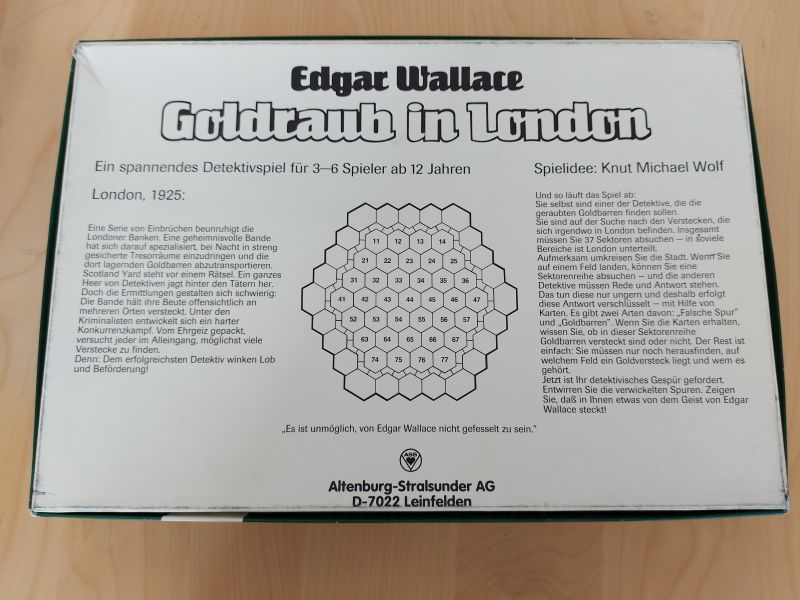 Edgar Wallace
Goldraub in London
Ein spannendes Detektivspiel für 3–6 Spieler ab 12 Jahren
Spielidee: Knut Michael Wolf
London, 1925:
Eine Serie von Einbrüchen beunruhigt die
Londoner Banken. Eine geheimnisvolle Bande
hat sich darauf spezialisiert, bei Nacht in streng
gesicherte Tresorräume einzudringen und die
dort lagernden Goldbarren abzutransportieren.
Scotland Yard steht vor einem Rätsel. Ein ganzes
Heer von Detektiven jagt hinter den Tätern her.
Doch die Ermittlungen gestalten sich schwierig:
Die Bande hält ihre Beute offensichtlich an
mehreren Orten versteckt. Unter den
Kriminalisten entwickelt sich ein harter
Konkurrenzkampf. Vom Ehrgeiz gepackt,
versucht jeder im Alleingang, möglichst viele
Verstecke zu finden.
Denn: Dem erfolgreichsten Detektiv winken Lob
und Beförderung!
11 12 13 14
21 22 23 24 25
31 32 33 34 35 36
41 42 43 44 45 46 47
52 53 54 55 56 57
63 64 65 66 67
74 75 76 77
Und so läuft das Spiel ab:
Sie selbst sind einer der Detektive, die die
geraubten Goldbarren finden sollen.
Sie sind auf der Suche nach den Verstecken, die
sich irgendwo in London befinden. Insgesamt
müssen Sie 37 Sektoren absuchen – in soviele
Bereiche ist London unterteilt.
Aufmerksam umkreisen Sie die Stadt. Wenn Sie
auf einem Feld landen, können Sie eine
Sektorenreihe absuchen – und die anderen
Detektive müssen Rede und Antwort stehen.
Das tun diese nur ungern und deshalb erfolgt
diese Antwort verschlüsselt – mit Hilfe von
Karten. Es gibt zwei Arten davon: „Falsche Spur"
und „Goldbarren". Wenn Sie die Karten erhalten,
wissen Sie, ob in dieser Sektorenreihe
Goldbarren versteckt sind oder nicht. Der Rest ist
einfach: Sie müssen nur noch herausfinden, auf
welchem Feld ein Goldversteck liegt und wem es
gehört.
Jetzt ist Ihr detektivisches Gespür gefordert.
Entwirren Sie die verwickelten Spuren. Zeigen
Sie, daß in Ihnen etwas von dem Geist von Edgar
Wallace steckt!
„Es ist unmöglich, von Edgar Wallace nicht gefesselt zu sein."
ASS
Altenburg-Stralsunder AG
D-7022 Leinfelden